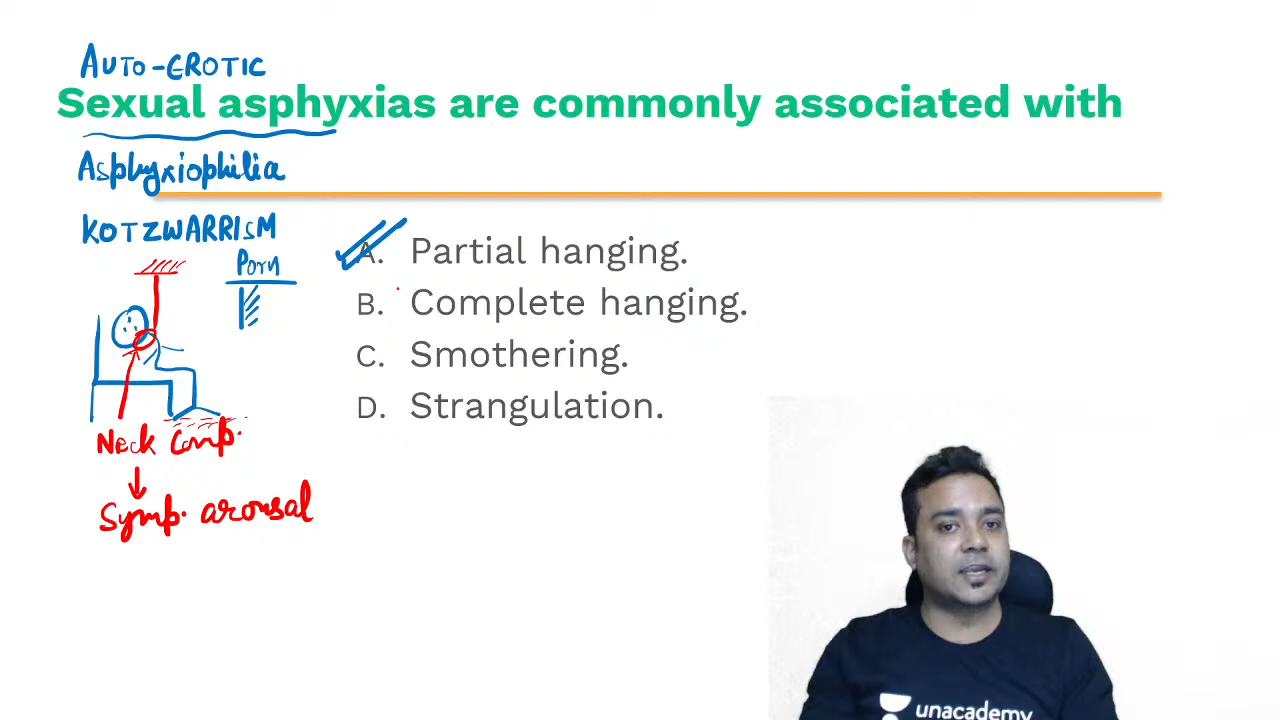 AUTO-EROTIC
Sexual asphyxias are commonly associated with
Asphyxiophilia
KOTZWARRISM
Porn
A. Partial hanging.
B. Complete hanging.
C. Smothering.
D. Strangulation.
Neck Comp.
Symp. arousal
unacademy